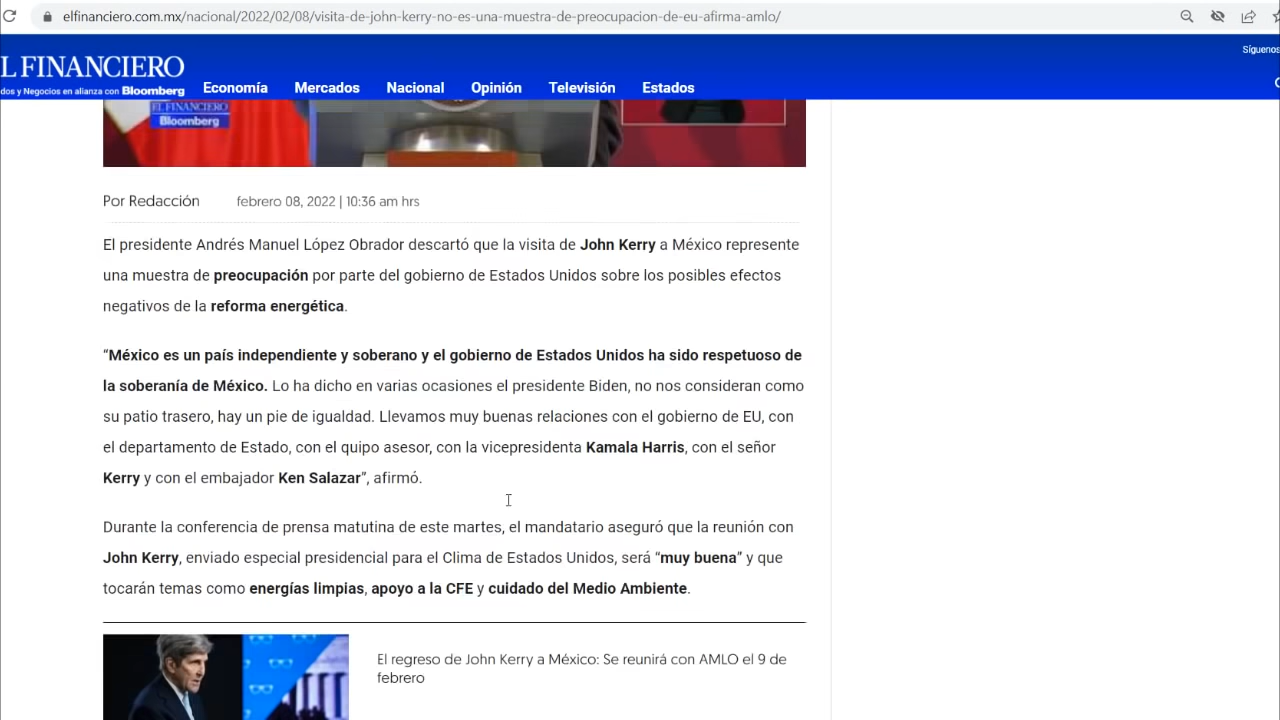 elfinanciero.com.mx/nacional/2022/02/08/visita-de-john-kerry-no-es-una-muestra-de-preocupacion-de-eu-afirma-amlo/
Síguenos
L FINANCIERO
dos y Negocios en alianza con Bloomberg
Economía Mercados Nacional Opinión Televisión Estados
EL FINANCIERO
Bloomberg
Por Redacción febrero 08, 2022 | 10:36 am hrs
El presidente Andrés Manuel López Obrador descartó que la visita de John Kerry a México represente
una muestra de preocupación por parte del gobierno de Estados Unidos sobre los posibles efectos
negativos de la reforma energética.
“México es un país independiente y soberano y el gobierno de Estados Unidos ha sido respetuoso de
la soberanía de México. Lo ha dicho en varias ocasiones el presidente Biden, no nos consideran como
su patio trasero, hay un pie de igualdad. Llevamos muy buenas relaciones con el gobierno de EU, con
el departamento de Estado, con el quipo asesor, con la vicepresidenta Kamala Harris, con el señor
Kerry y con el embajador Ken Salazar”, afirmó.
Durante la conferencia de prensa matutina de este martes, el mandatario aseguró que la reunión con
John Kerry, enviado especial presidencial para el Clima de Estados Unidos, será “muy buena” y que
tocarán temas como energías limpias, apoyo a la CFE y cuidado del Medio Ambiente.
El regreso de John Kerry a México: Se reunirá con AMLO el 9 de
febrero